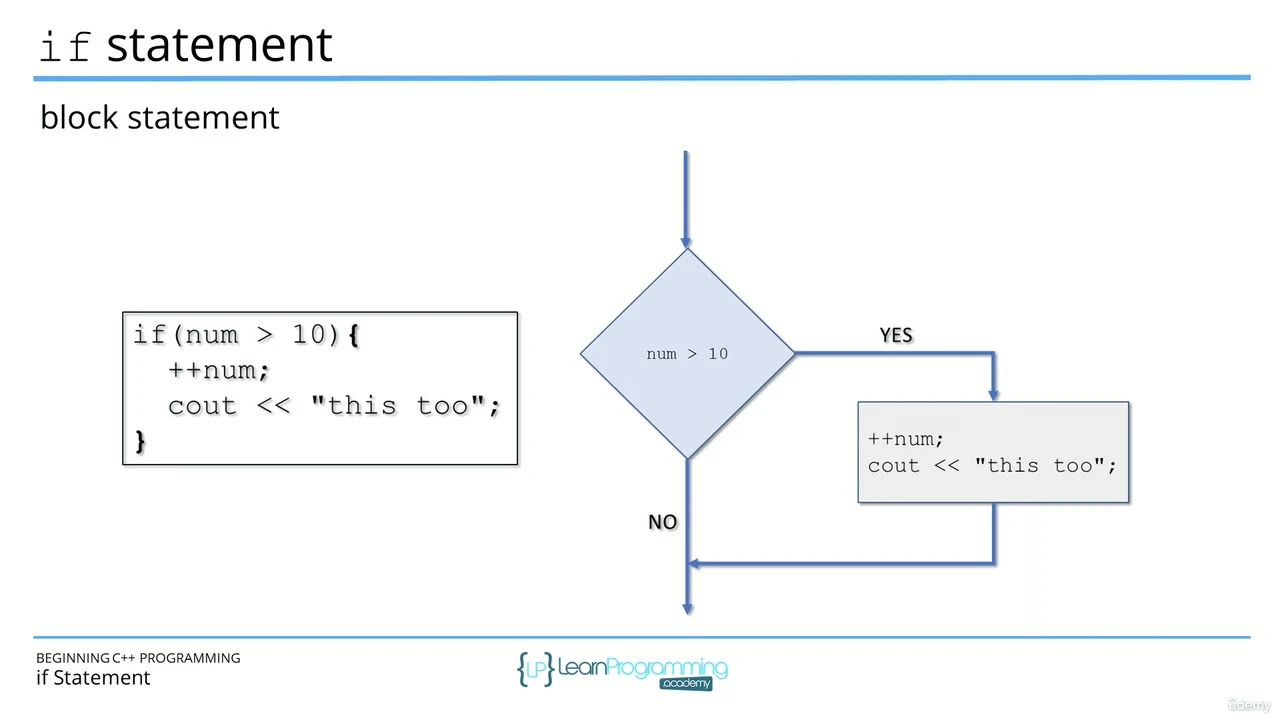 if statement
block statement
if(num > 10){
++num;
cout << "this too";
}
num > 10
YES
++num;
cout << "this too";
NO
BEGINNING C++ PROGRAMMING
if Statement
{LP} LearnProgramming
.academy
ûdemy